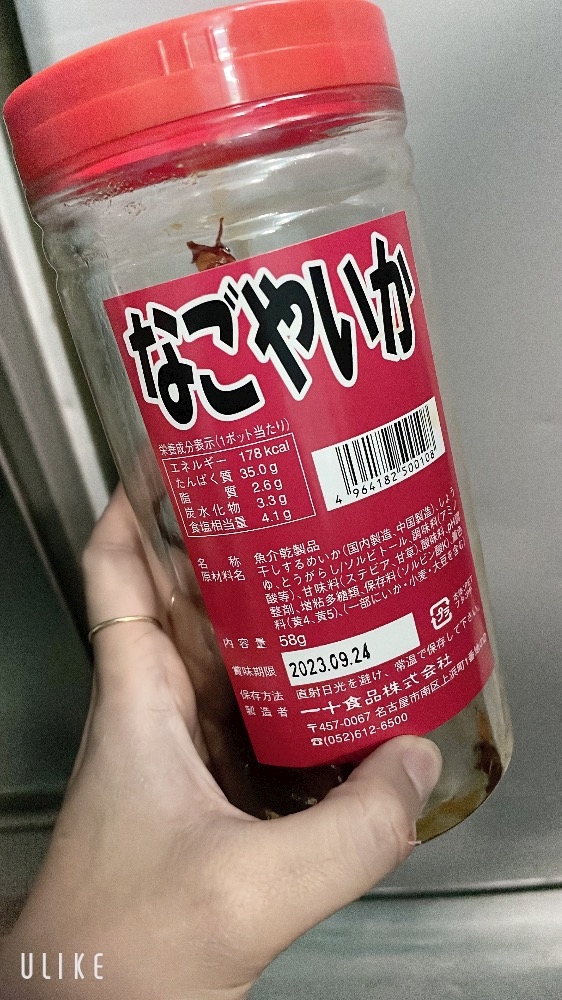 なごやいか
栄養成分表示(1ポット当たり)
エネルギー 178kcal
たんぱく質 35.0g
脂質 2.6g
炭水化物 3.3g
食塩相当量 4.1g
4 964182 500108
名称 魚介乾製品
原材料名 干しするめいか(国内製造、中国製造)、しょう
ゆ、とうがらし/ソルビトール、調味料(アミノ
酸等)、甘味料(ステビア、甘草)、酸味料、pH調
整剤、増粘多糖類、保存料(ソルビン酸K)、着色
料(黄4、黄5)、(一部にいか・小麦・大豆を含む)
内容量 58g
賞味期限 2023.09.24
保存方法 直射日光を避け、常温で保存して下さい。
製造者 一十食品株式会社
〒457-0067 名古屋市南区上浜町1番地の2
☎(052)612-6500
ULIKE